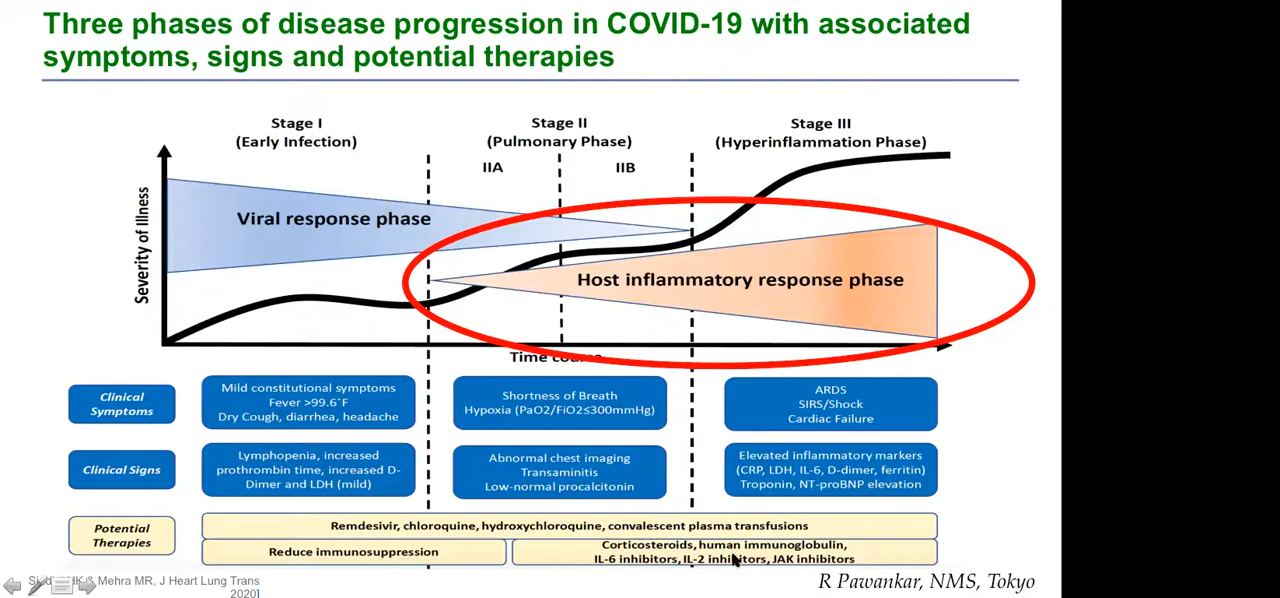 Three phases of disease progression in COVID-19 with associated
symptoms, signs and potential therapies
Stage I
(Early Infection)
Stage II
(Pulmonary Phase)
Stage III
(Hyperinflammation Phase)
IIA
IIB
Severity of Illness
Viral response phase
Host inflammatory response phase
Time course
Clinical
Symptoms
Mild constitutional symptoms
Fever >99.6°F
Dry Cough, diarrhea, headache
Shortness of Breath
Hypoxia (PaO2/FiO2≤300mmHg)
ARDS
SIRS/Shock
Cardiac Failure
Clinical Signs
Lymphopenia, increased
prothrombin time, increased D-
Dimer and LDH (mild)
Abnormal chest imaging
Transaminitis
Low-normal procalcitonin
Elevated inflammatory markers
(CRP, LDH, IL-6, D-dimer, ferritin)
Troponin, NT-proBNP elevation
Potential
Therapies
Remdesivir, chloroquine, hydroxychloroquine, convalescent plasma transfusions
Reduce immunosuppression
Corticosteroids, human immunoglobulin,
IL-6 inhibitors, IL-2 inhibitors, JAK inhibitors
& Mehra MR, J Heart Lung Trans
2020]
R Pawankar, NMS, Tokyo